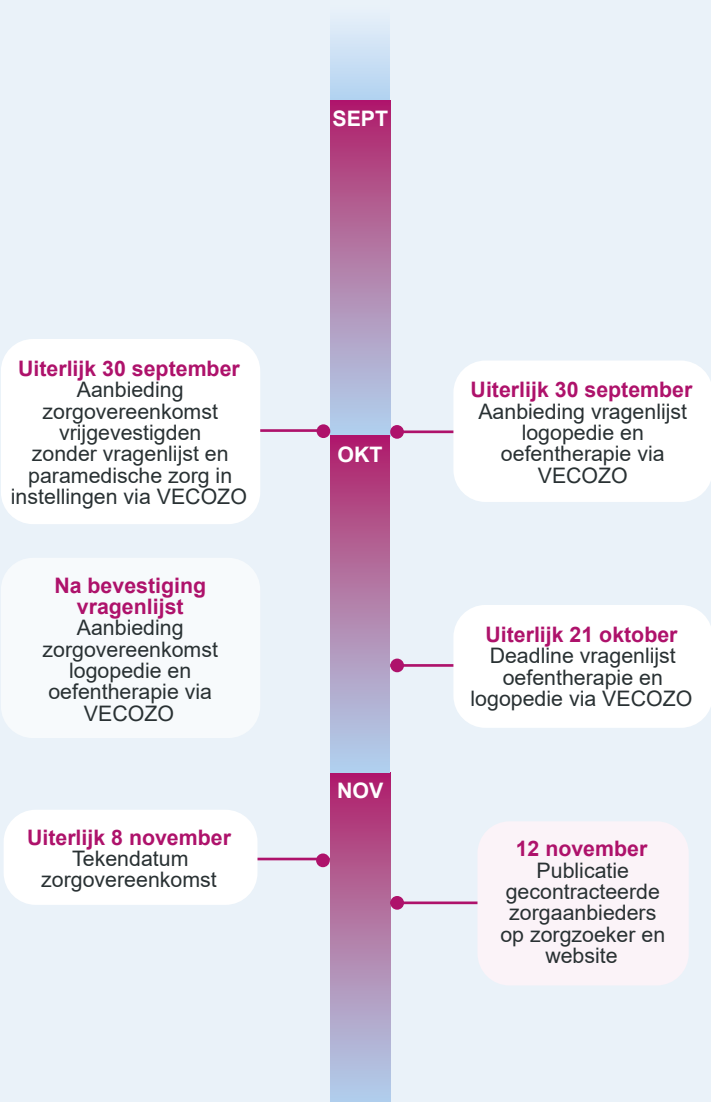 SEPT
Uiterlijk 30 september
Aanbieding
zorgovereenkomst
vrijgevestigden
zonder vragenlijst en
paramedische zorg in
instellingen via VECOZO
Uiterlijk 30 september
Aanbieding vragenlijst
logopedie en
oefentherapie via
VECOZO
OKT
Na bevestiging
vragenlijst
Aanbieding
zorgovereenkomst
logopedie en
oefentherapie via
VECOZO
Uiterlijk 21 oktober
Deadline vragenlijst
oefentherapie en
logopedie via VECOZO
NOV
Uiterlijk 8 november
Tekendatum
zorgovereenkomst
12 november
Publicatie
gecontracteerde
zorgaanbieders
op zorgzoeker en
website